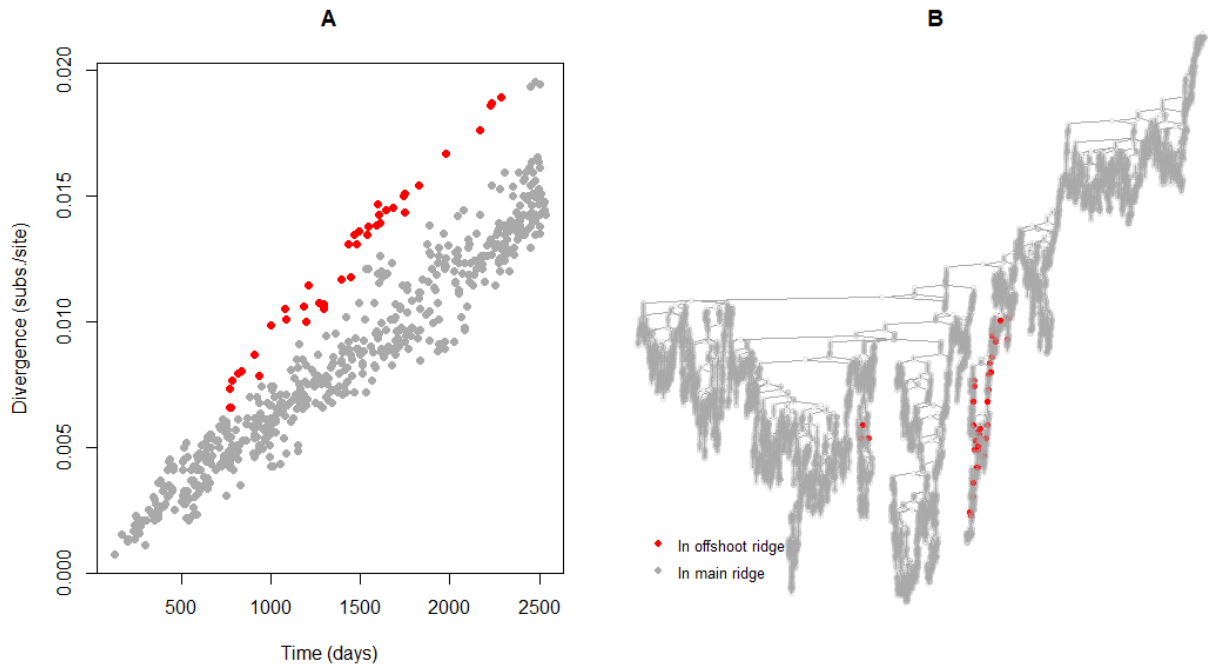 A
B
0.020
0.015
0.010
0.005
0.000
Divergence (subs./site)
500
1000
1500
2000
2500
Time (days)
In offshoot ridge
In main ridge